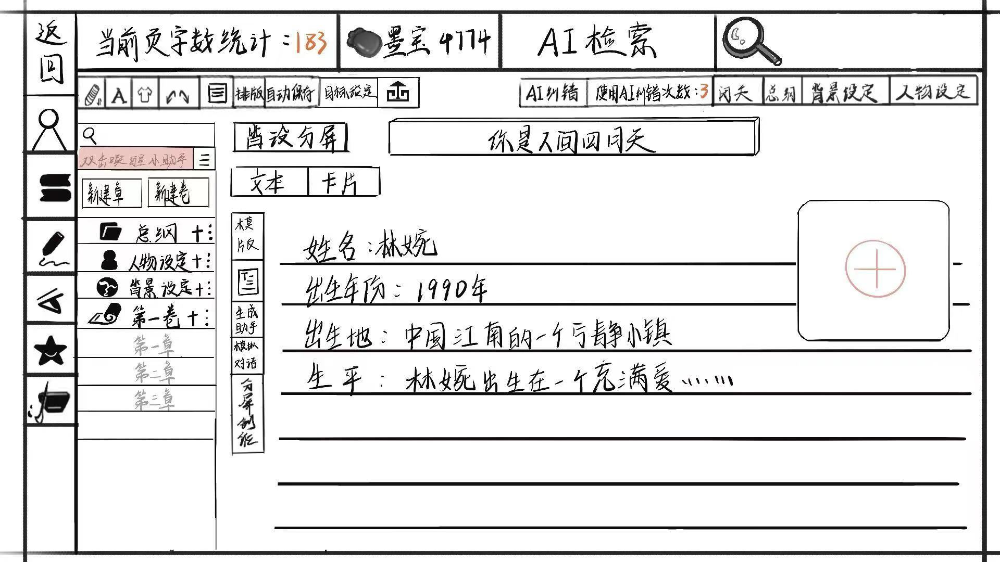 返回
当前页字数统计：183
墨宝 4774
AI 检索
A
排版
自动保存
目标设定
AI纠错
使用AI纠错次数：3
闭关
总纲
背景设定
人物设定
双击唤醒小助手
新建章
新建卷
总纲 +
人物设定 +
背景设定 +
第一卷 +
第一章
第二章
第三章
背设分屏
你是人间四月天
文本
卡片
模版
生成助手
模拟对话
分屏创作
姓名：林婉
出生年份：1990年
出生地：中国江南的一个宁静小镇
生平：林婉出生在一个充满爱……